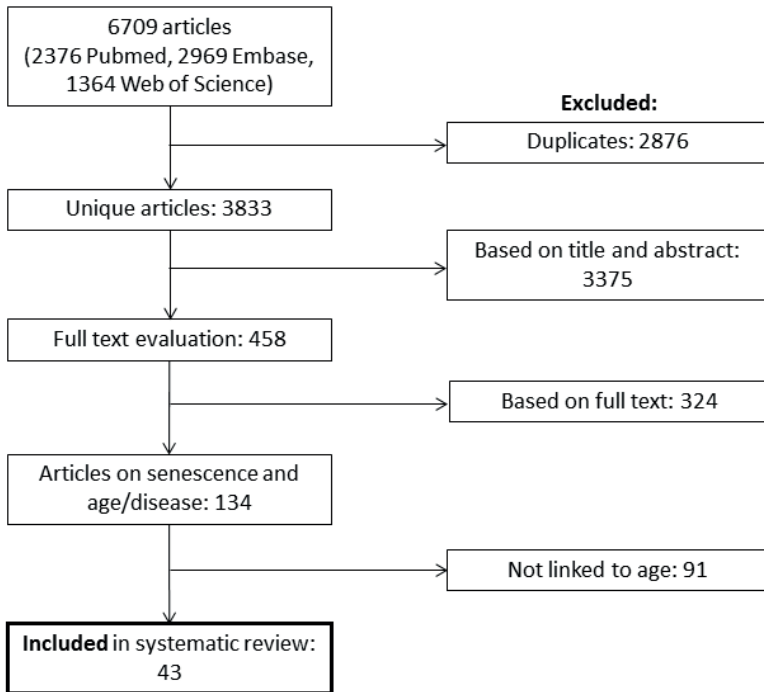 6709 articles
(2376 Pubmed, 2969 Embase,
1364 Web of Science)
Excluded:
Duplicates: 2876
Unique articles: 3833
Based on title and abstract:
3375
Full text evaluation: 458
Based on full text: 324
Articles on senescence and
age/disease: 134
Not linked to age: 91
Included in systematic review:
43